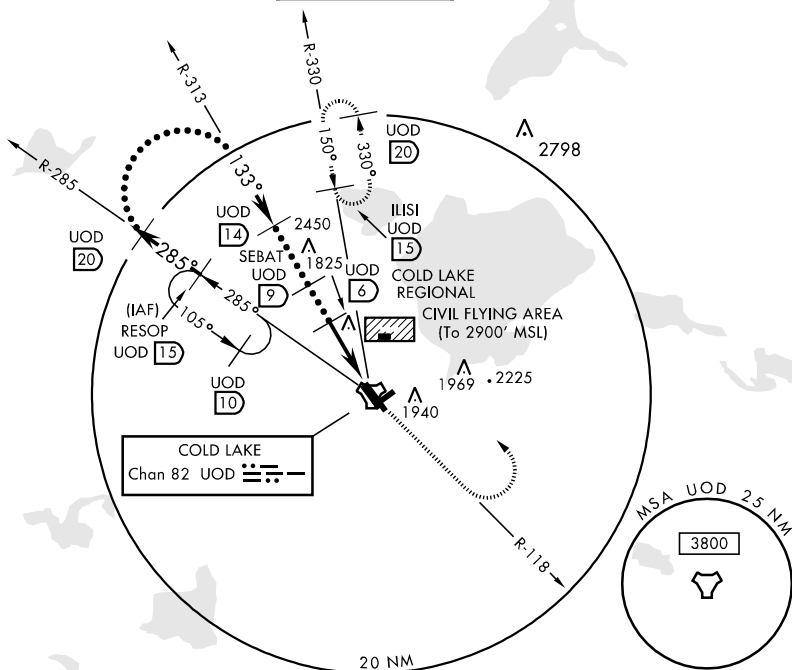 R-330
R-313
R-285
150°
330°
UOD
20
2798
133°
UOD
14
2450
ILISI
UOD
15
UOD
20
285°
SEBAT
UOD
9
1825
UOD
6
COLD LAKE
REGIONAL
CIVIL FLYING AREA
(To 2900' MSL)
285°
(IAF)
RESOP
UOD 15
105°
UOD
10
1969
2225
1940
COLD LAKE
Chan 82 UOD
R-118
MSA UOD 25 NM
3800
20 NM